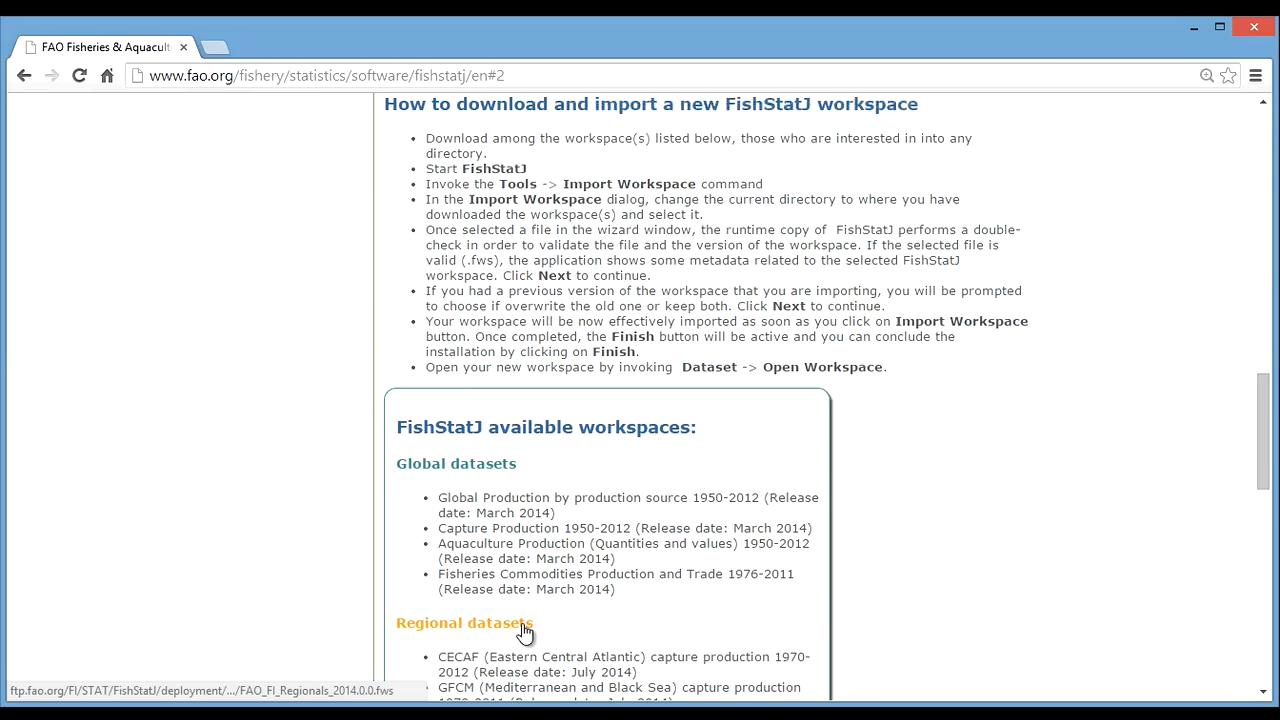 FAO Fisheries & Aquacult
www.fao.org/fishery/statistics/software/fishstatj/en#2
How to download and import a new FishStatJ workspace
• Download among the workspace(s) listed below, those who are interested in into any
directory.
• Start FishStatJ
• Invoke the Tools -> Import Workspace command
• In the Import Workspace dialog, change the current directory to where you have
downloaded the workspace(s) and select it.
• Once selected a file in the wizard window, the runtime copy of FishStatJ performs a double-
check in order to validate the file and the version of the workspace. If the selected file is
valid (.fws), the application shows some metadata related to the selected FishStatJ
workspace. Click Next to continue.
• If you had a previous version of the workspace that you are importing, you will be prompted
to choose if overwrite the old one or keep both. Click Next to continue.
• Your workspace will be now effectively imported as soon as you click on Import Workspace
button. Once completed, the Finish button will be active and you can conclude the
installation by clicking on Finish.
• Open your new workspace by invoking Dataset -> Open Workspace.
FishStatJ available workspaces:
Global datasets
• Global Production by production source 1950-2012 (Release
date: March 2014)
• Capture Production 1950-2012 (Release date: March 2014)
• Aquaculture Production (Quantities and values) 1950-2012
(Release date: March 2014)
• Fisheries Commodities Production and Trade 1976-2011
(Release date: March 2014)
Regional datasets
• CECAF (Eastern Central Atlantic) capture production 1970-
2012 (Release date: July 2014)
• GFCM (Mediterranean and Black Sea) capture production
ftp.fao.org/FI/STAT/FishStatJ/deployment/.../FAO_FI_Regionals_2014.0.0.fws